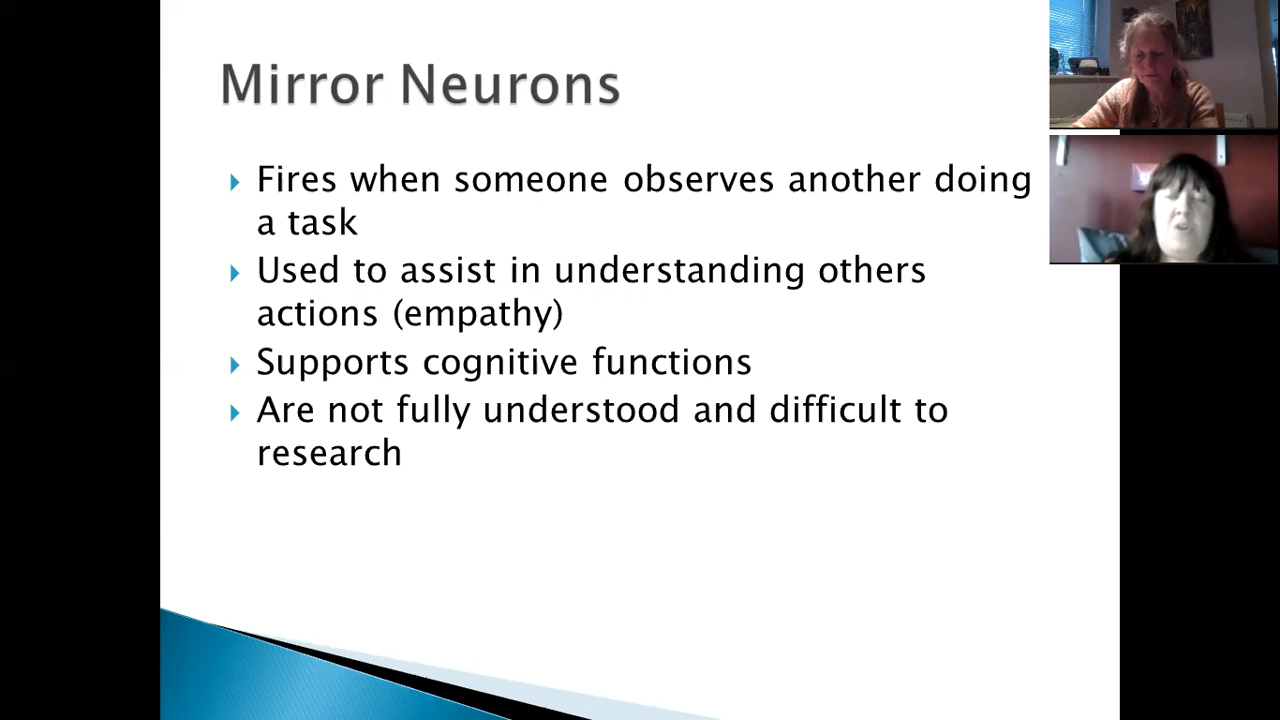 Mirror Neurons
Fires when someone observes another doing
a task
Used to assist in understanding others
actions (empathy)
Supports cognitive functions
Are not fully understood and difficult to
research